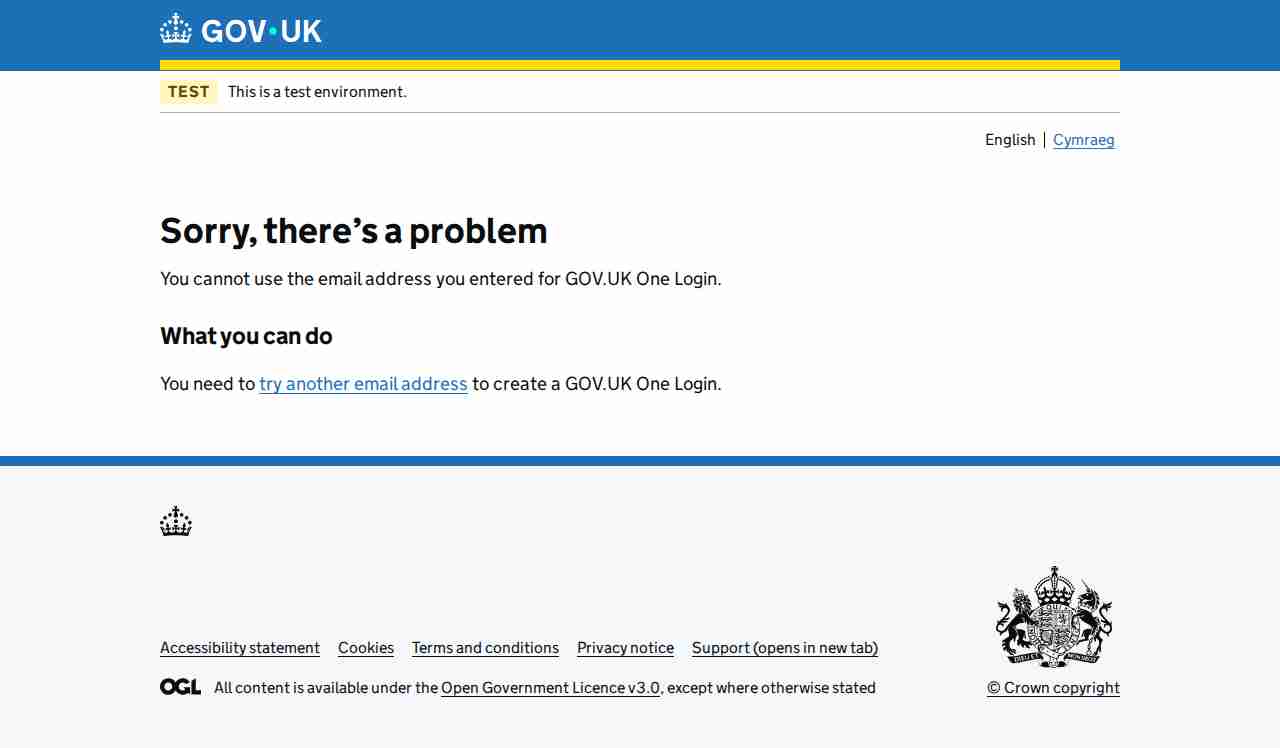 GOV·UK
TEST This is a test environment.
English Cymraeg
Sorry, there’s a problem
You cannot use the email address you entered for GOV.UK One Login.
What you can do
You need to try another email address to create a GOV.UK One Login.
Accessibility statement Cookies Terms and conditions Privacy notice Support (opens in new tab)
OGL All content is available under the Open Government Licence v3.0, except where otherwise stated
© Crown copyright